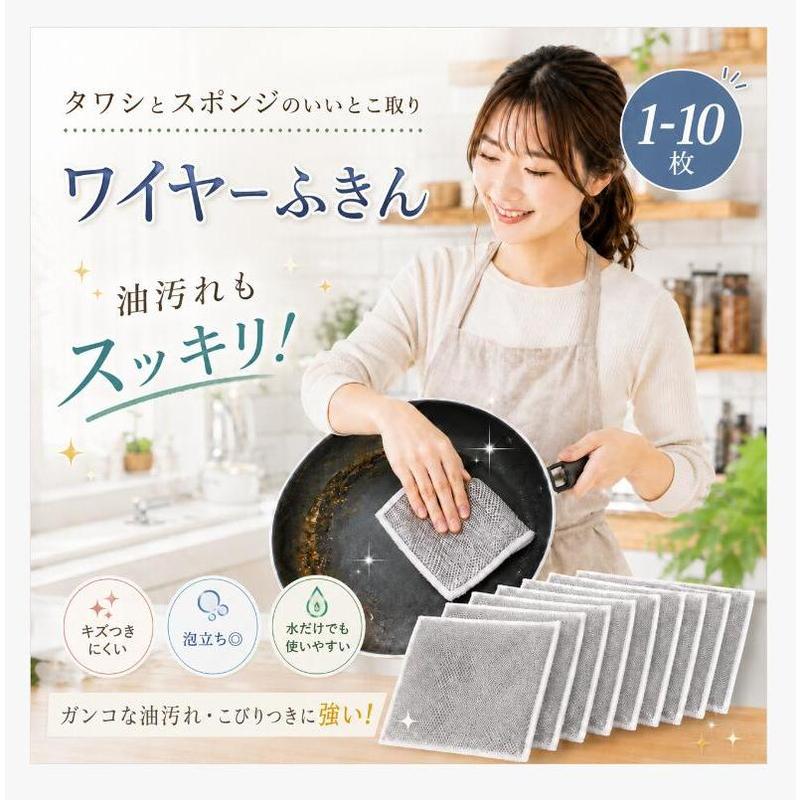 タワシとスポンジのいいとこ取り
ワイヤーふきん
1-10
枚
油汚れも
スッキリ!
キズつき
にくい
泡立ち◎
水だけでも
使いやすい
ガンコな油汚れ・こびりつきに強い!